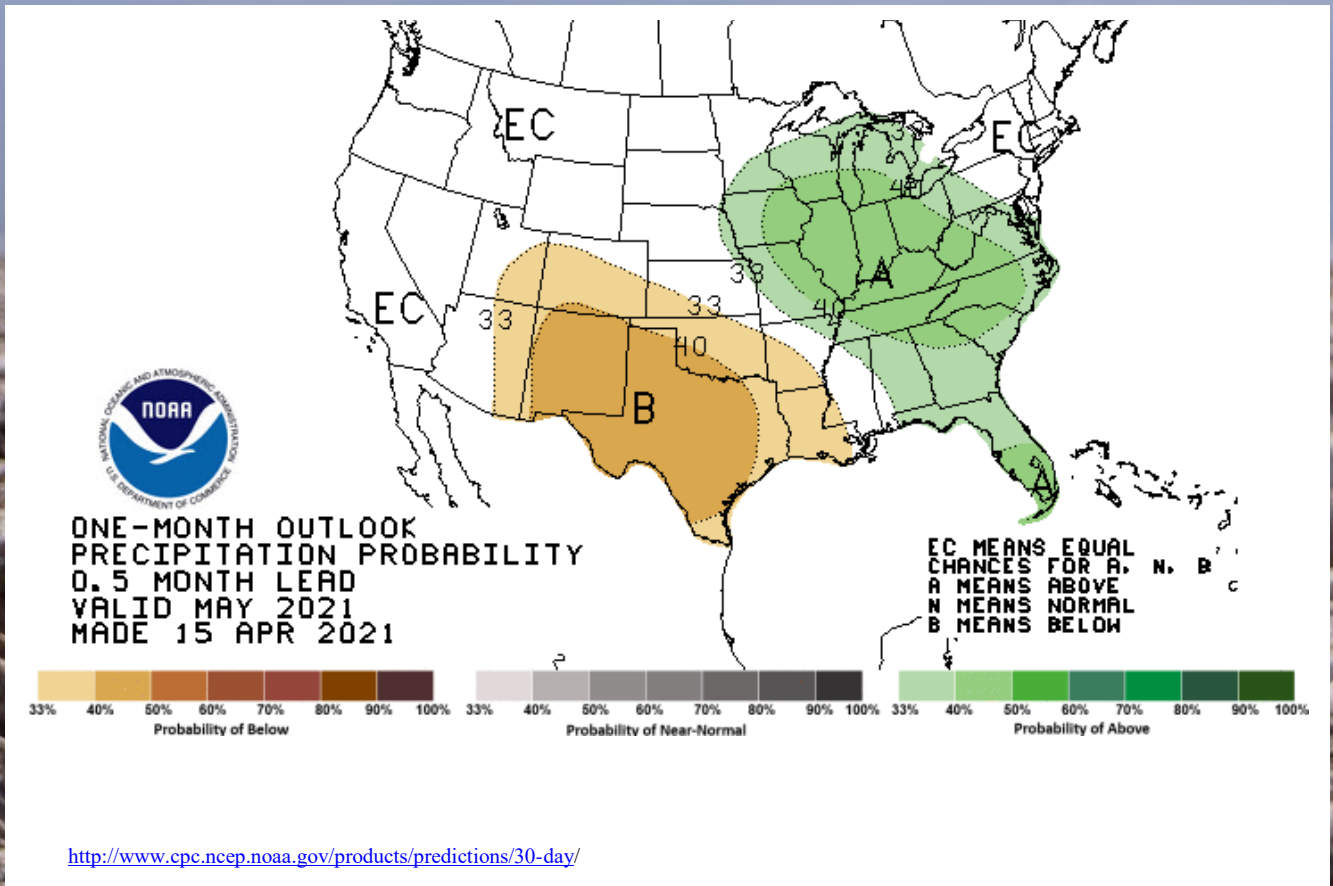 EC
EC
EC
33
33
33
40
40
40
A
B
A
NOAA
NATIONAL OCEANIC AND ATMOSPHERIC ADMINISTRATION
U.S. DEPARTMENT OF COMMERCE
ONE-MONTH OUTLOOK
PRECIPITATION PROBABILITY
0.5 MONTH LEAD
VALID MAY 2021
MADE 15 APR 2021
EC MEANS EQUAL
CHANCES FOR A, N, B
A MEANS ABOVE
N MEANS NORMAL
B MEANS BELOW
33% 40% 50% 60% 70% 80% 90% 100%
Probability of Below
33% 40% 50% 60% 70% 80% 90% 100%
Probability of Near-Normal
33% 40% 50% 60% 70% 80% 90% 100%
Probability of Above
http://www.cpc.ncep.noaa.gov/products/predictions/30-day/